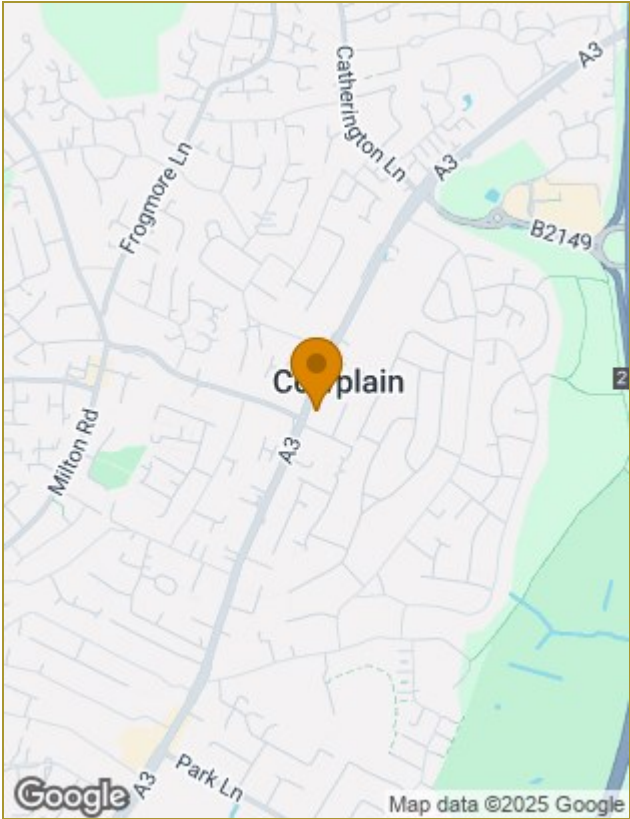 A3
Catherington Ln
A3
Frogmore Ln
B2149
Co plain
2
Milton Rd
A3
Park Ln
A3
Google
Map data ©2025 Google